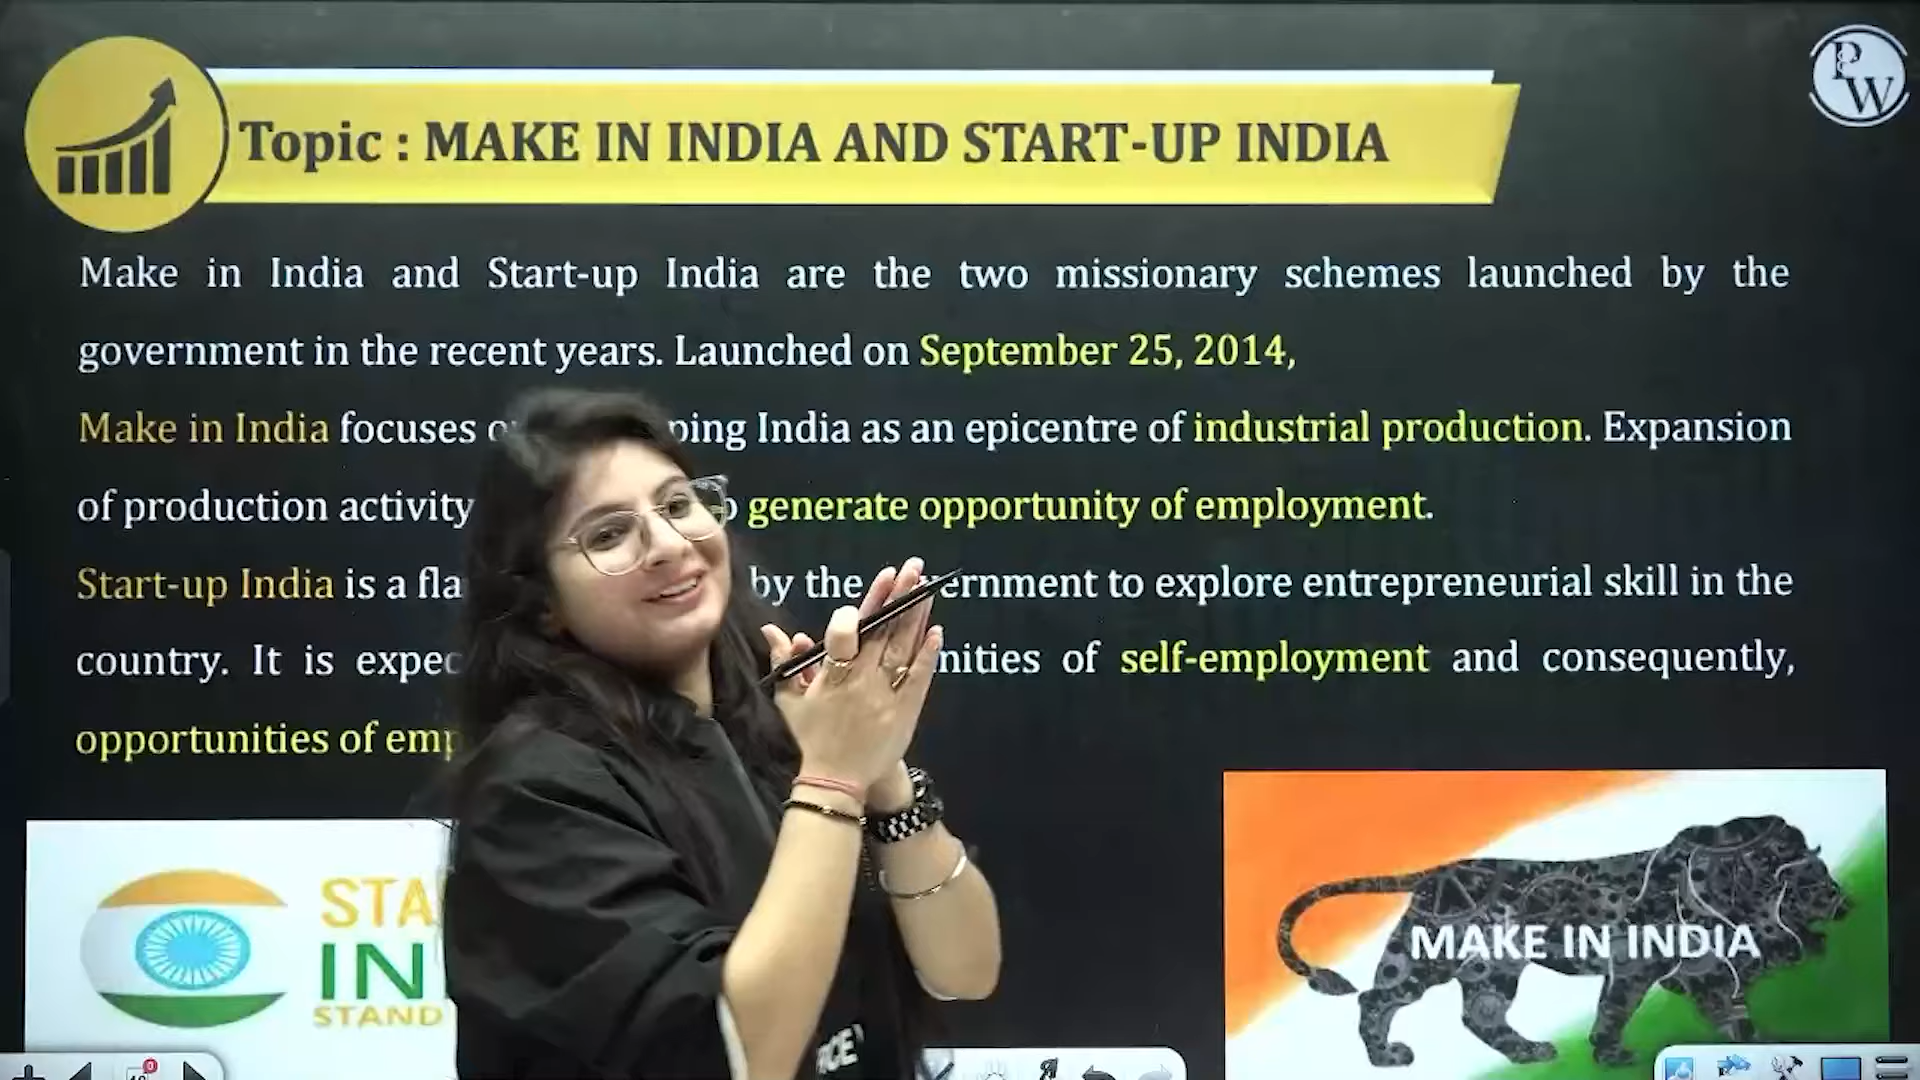 P
W
Topic : MAKE IN INDIA AND START-UP INDIA
Make in India and Start-up India are the two missionary schemes launched by the
government in the recent years. Launched on September 25, 2014,
Make in India focuses ping India as an epicentre of industrial production. Expansion
of production activity generate opportunity of employment.
Start-up India is a fla by the ernment to explore entrepreneurial skill in the
country. It is expec nities of self-employment and consequently,
opportunities of emp
STA
IN
STAND
MAKE IN INDIA